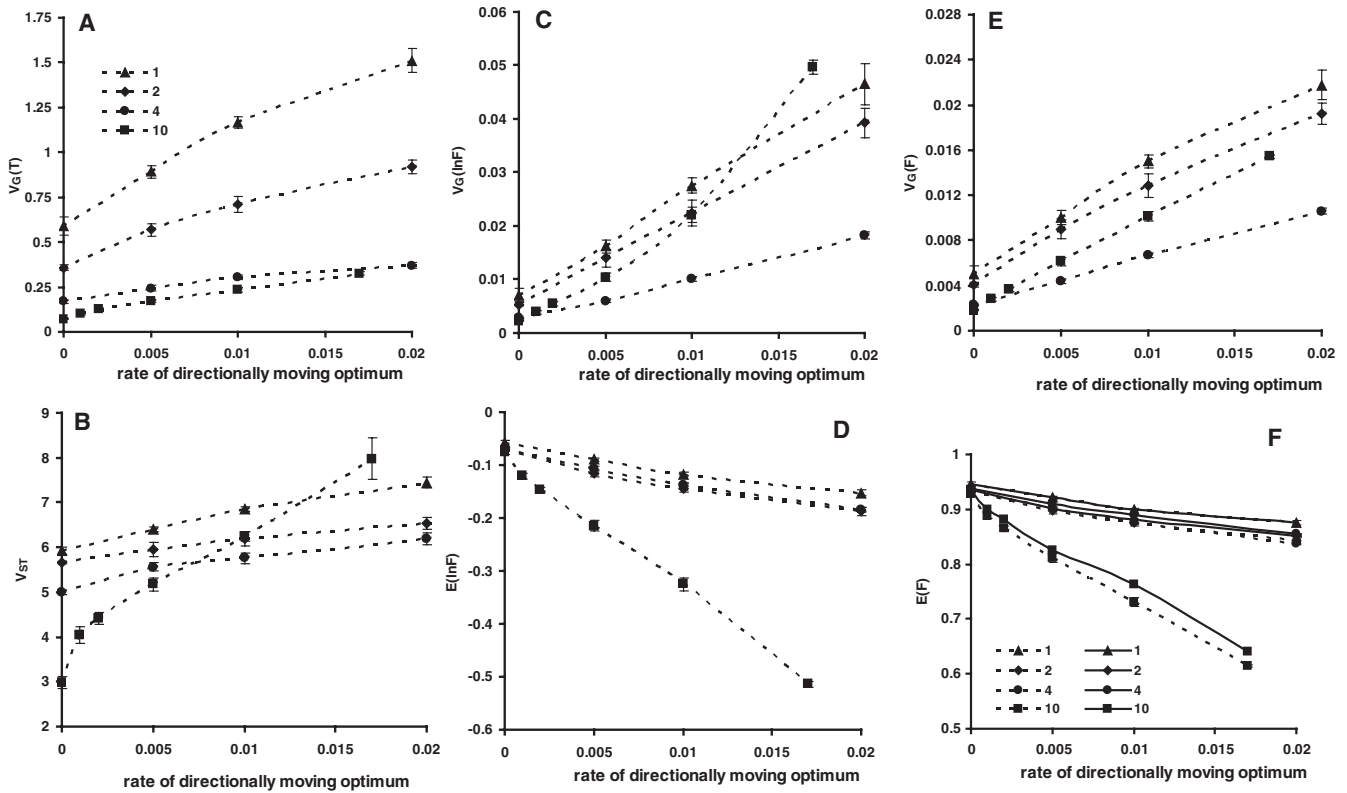 A
V_G(T)
1.75
1.5
1.25
1
0.75
0.5
0.25
0
1
2
4
10
0 0.005 0.01 0.015 0.02
rate of directionally moving optimum
C
V_G(lnF)
0.06
0.05
0.04
0.03
0.02
0.01
0
0 0.005 0.01 0.015 0.02
rate of directionally moving optimum
E
V_G(F)
0.028
0.024
0.02
0.016
0.012
0.008
0.004
0
0 0.005 0.01 0.015 0.02
rate of directionally moving optimum
B
V_ST
9
8
7
6
5
4
3
2
0 0.005 0.01 0.015 0.02
rate of directionally moving optimum
D
E(lnF)
0
-0.1
-0.2
-0.3
-0.4
-0.5
-0.6
0 0.005 0.01 0.015 0.02
rate of directionally moving optimum
F
E(F)
1
0.9
0.8
0.7
0.6
0.5
1 1
2 2
4 4
10 10
0 0.005 0.01 0.015 0.02
rate of directionally moving optimum